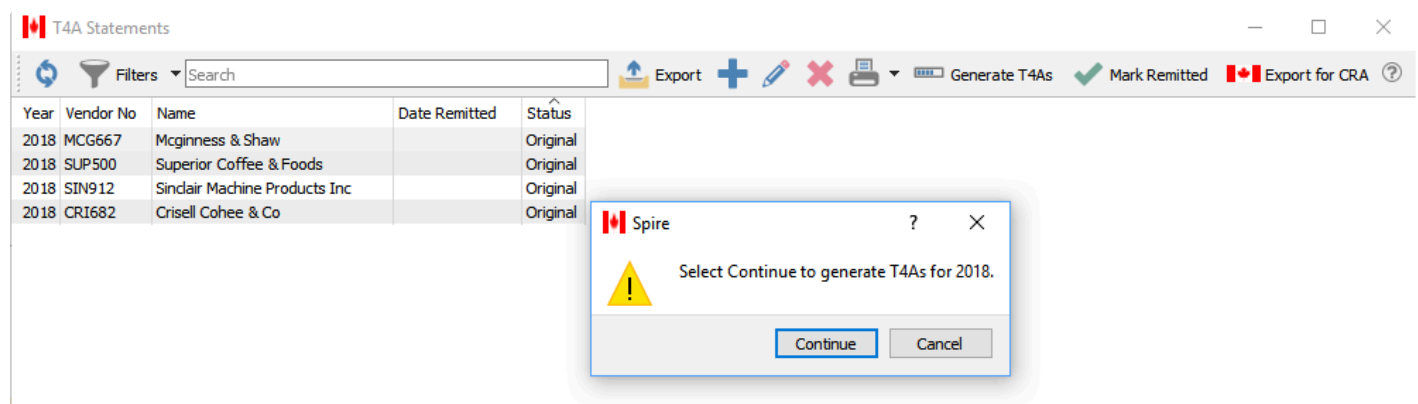 T4A Statements
Filters Search Export Generate T4As Mark Remitted Export for CRA ?
Year Vendor No Name Date Remitted Status
2018 MCG667 Mcginness & Shaw Original
2018 SUP500 Superior Coffee & Foods Original
2018 SIN912 Sinclair Machine Products Inc Original
2018 CRI682 Crisell Cohee & Co Original
Spire ?
Select Continue to generate T4As for 2018.
Continue Cancel